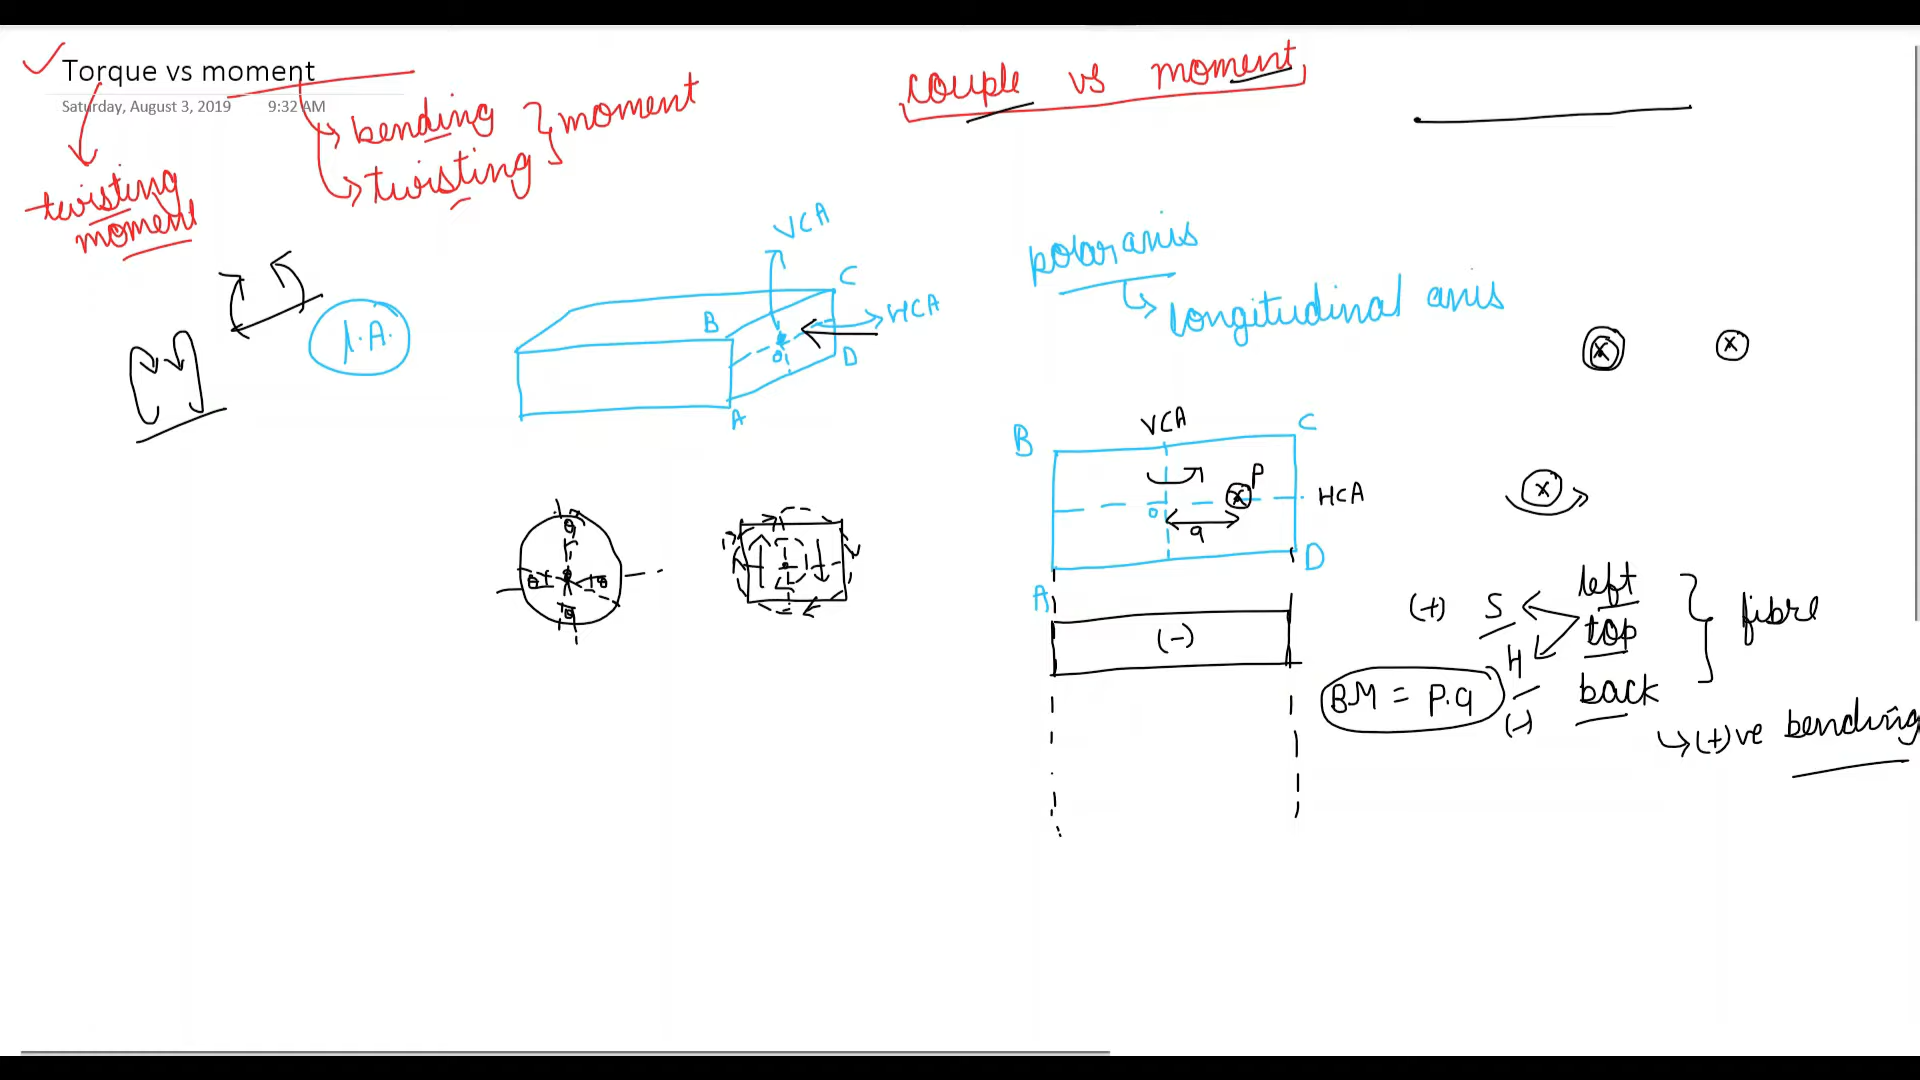 Torque vs moment
Saturday, August 3, 2019 9:32 AM
couple vs moment
bending
twisting
} moment
twisting
moment
VCA
C
HCA
B
O
D
A
polar axis
longitudinal axis
VCA
B
C
P
HCA
O
q
D
A
(-)
(+) S
H
(-)
left
top
back
} fibre
BM = P.q
(+)ve bending